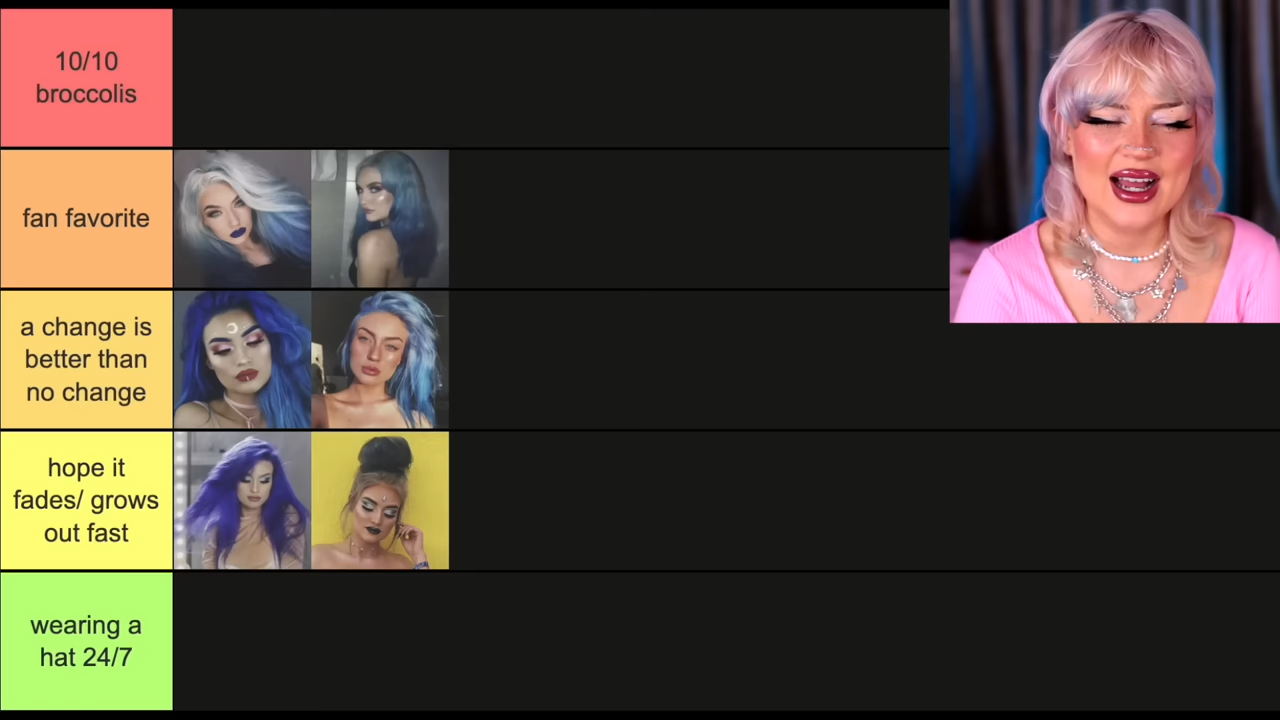 10/10
broccolis
fan favorite
a change is
better than
no change
hope it
fades/ grows
out fast
wearing a
hat 24/7